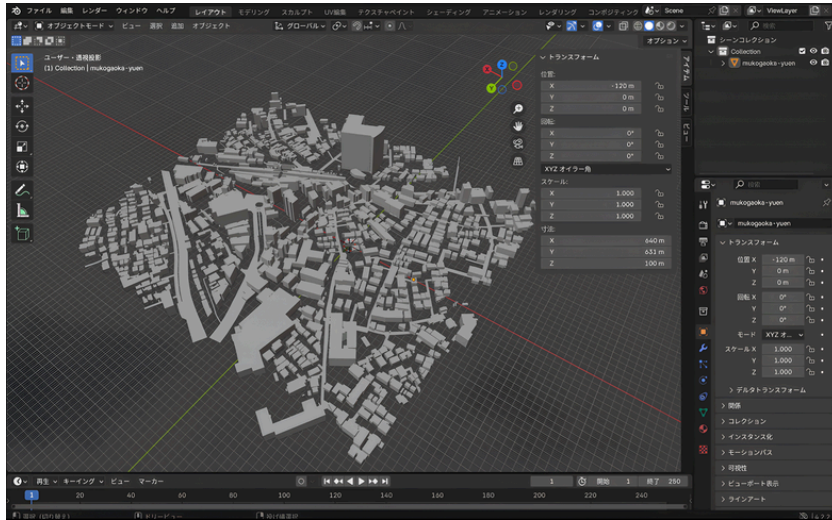 ファイル 編集 レンダー ウィンドウ ヘルプ レイアウト モデリング スカルプト UV編集 テクスチャペイント シェーディング アニメーション レンダリング コンポジティング Scene ViewLayer
オブジェクトモード ビュー 選択 追加 オブジェクト グローバル 検索
オプション
シーンコレクション
Collection
mukogaoka-yuen
ユーザー・透視投影
(1) Collection | mukogaoka-yuen
Z
X
Y
トランスフォーム
位置:
X -120 m
Y 0 m
Z 0 m
回転:
X 0°
Y 0°
Z 0°
XYZ オイラー角
スケール:
X 1.000
Y 1.000
Z 1.000
寸法:
X 640 m
Y 631 m
Z 100 m
アイテム
ツール
ビュー
検索
mukogaoka-yuen
mukogaoka-yuen
トランスフォーム
位置 X -120 m
Y 0 m
Z 0 m
回転 X 0°
Y 0°
Z 0°
モード XYZ オ...
スケール X 1.000
Y 1.000
Z 1.000
デルタトランスフォーム
関係
コレクション
インスタンス化
モーションパス
可視性
ビューポート表示
ラインアート
再生 キーイング ビュー マーカー 1 開始 1 終了 250
1 20 40 60 80 100 120 140 160 180 200 220 240